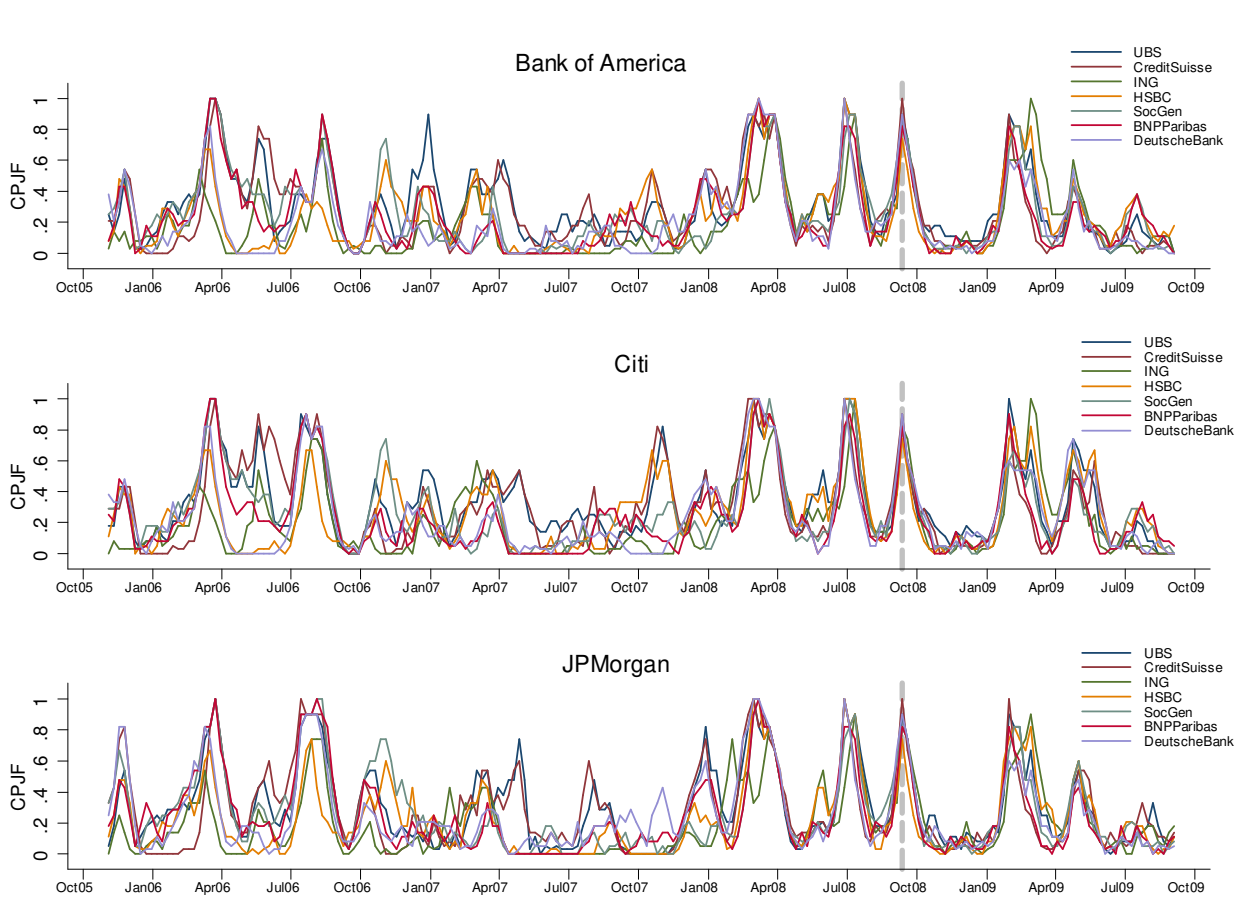 Bank of America
UBS
CreditSuisse
ING
HSBC
SocGen
BNPParibas
DeutscheBank
CPJF
1
.8
.6
.4
.2
0
Oct05 Jan06 Apr06 Jul06 Oct06 Jan07 Apr07 Jul07 Oct07 Jan08 Apr08 Jul08 Oct08 Jan09 Apr09 Jul09 Oct09
Citi
UBS
CreditSuisse
ING
HSBC
SocGen
BNPParibas
DeutscheBank
CPJF
1
.8
.6
.4
.2
0
Oct05 Jan06 Apr06 Jul06 Oct06 Jan07 Apr07 Jul07 Oct07 Jan08 Apr08 Jul08 Oct08 Jan09 Apr09 Jul09 Oct09
JPMorgan
UBS
CreditSuisse
ING
HSBC
SocGen
BNPParibas
DeutscheBank
CPJF
1
.8
.6
.4
.2
0
Oct05 Jan06 Apr06 Jul06 Oct06 Jan07 Apr07 Jul07 Oct07 Jan08 Apr08 Jul08 Oct08 Jan09 Apr09 Jul09 Oct09